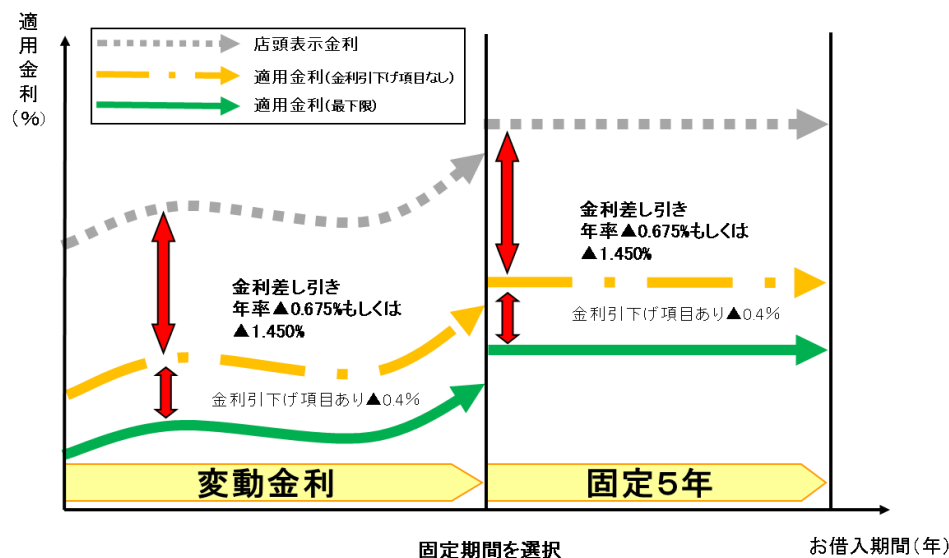 適用金利(%)
店頭表示金利
適用金利(金利引下げ項目なし)
適用金利(最下限)
金利差し引き
年率▲0.675%もしくは
▲1.450%
金利引下げ項目あり▲0.4%
金利差し引き
年率▲0.675%もしくは
▲1.450%
金利引下げ項目あり▲0.4%
変動金利
固定5年
固定期間を選択
お借入期間(年)